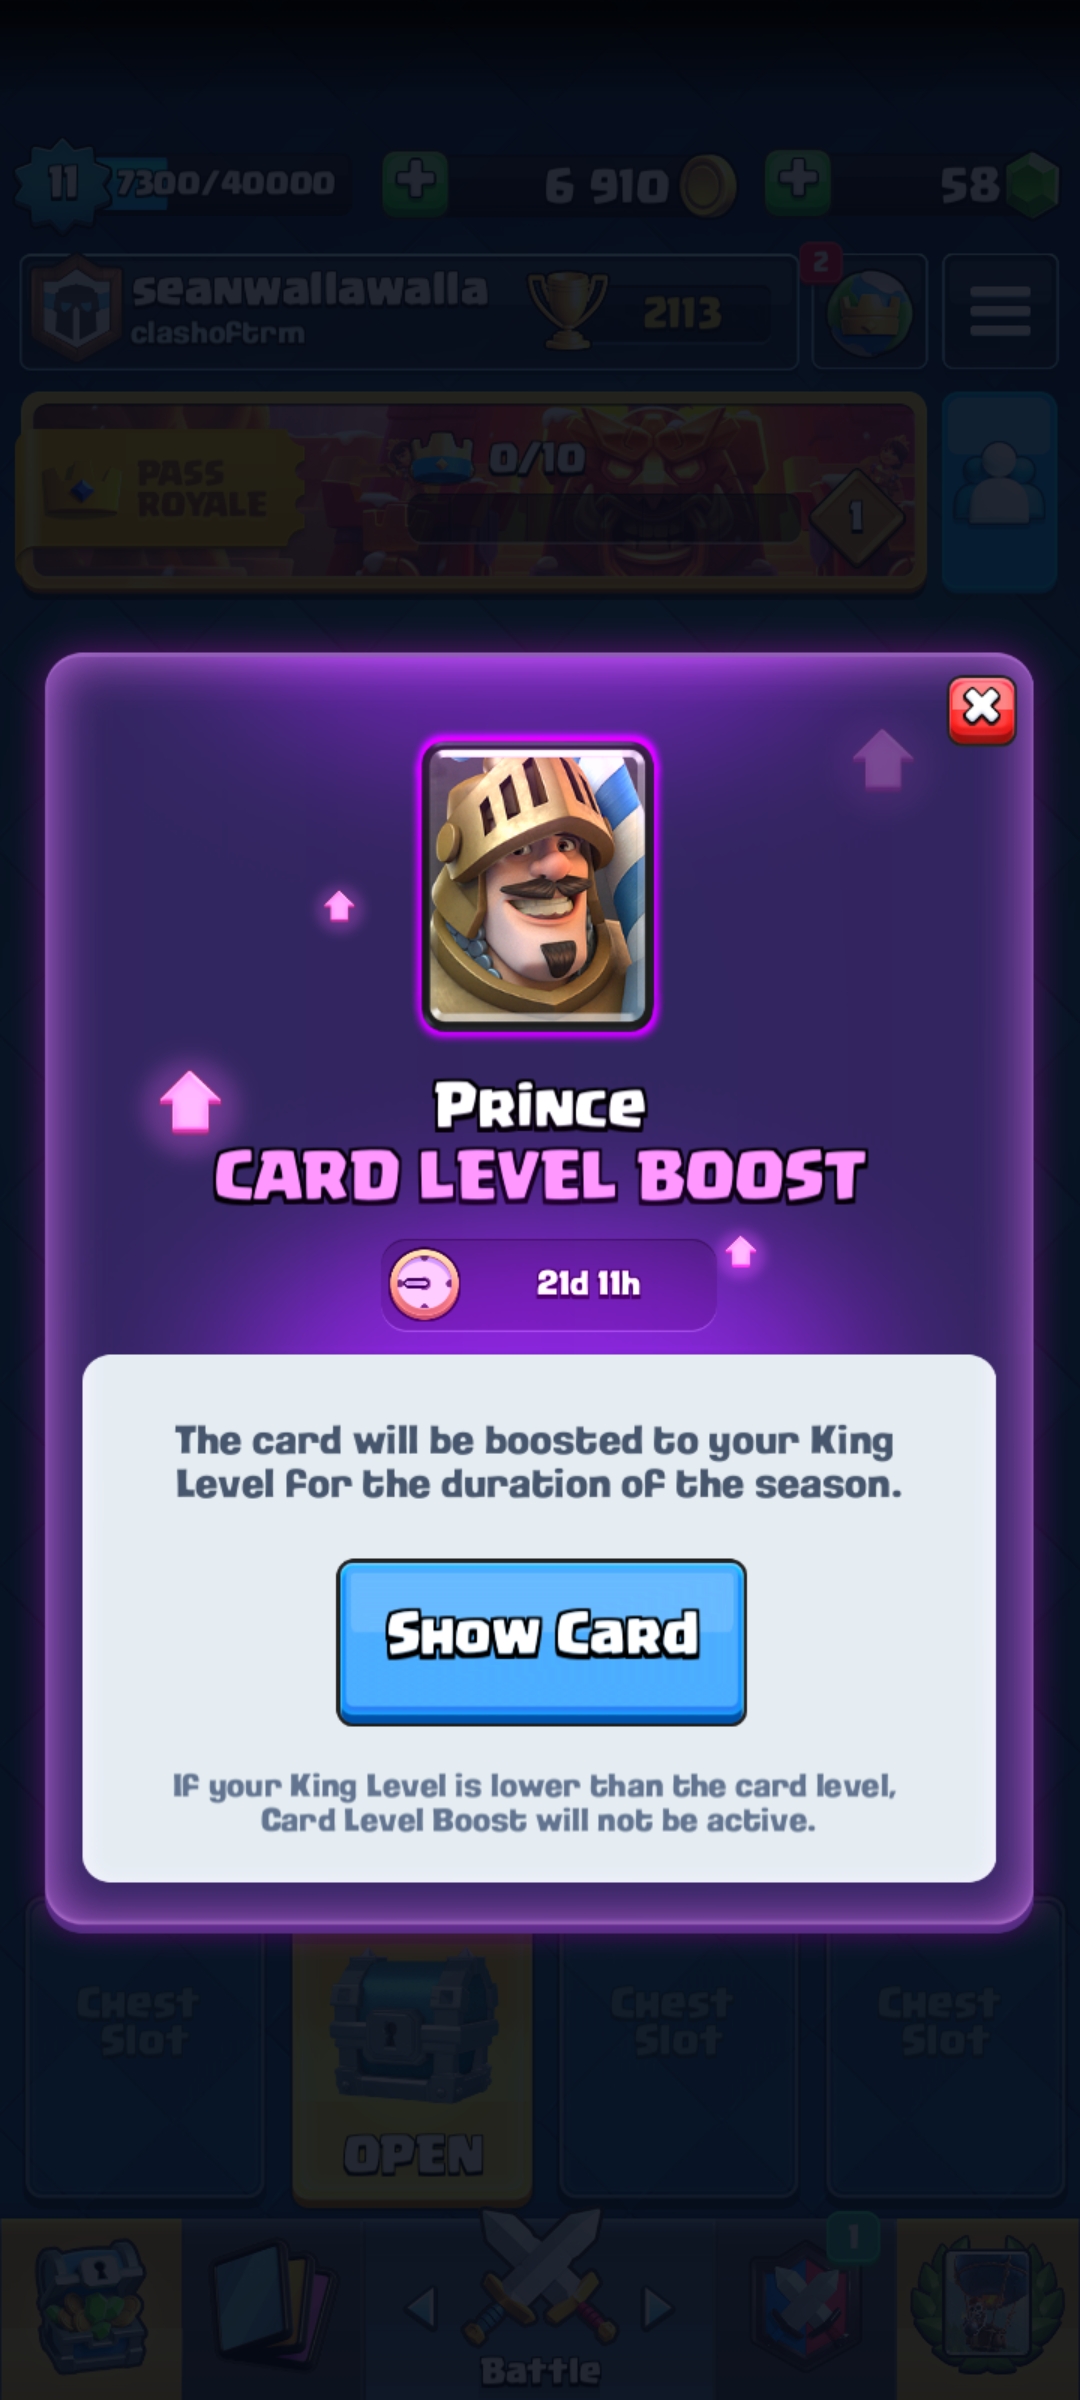 11
7300/40000
6 910
58
seanwallawalla
clashoftrm
2113
2
PASS
ROYALE
0/10
1
Prince
CARD LEVEL BOOST
21d 11h
The card will be boosted to your King
Level for the duration of the season.
Show Card
If your King Level is lower than the card level,
Card Level Boost will not be active.
Chest
Slot
OPEN
Chest
Slot
Chest
Slot
1
Battle